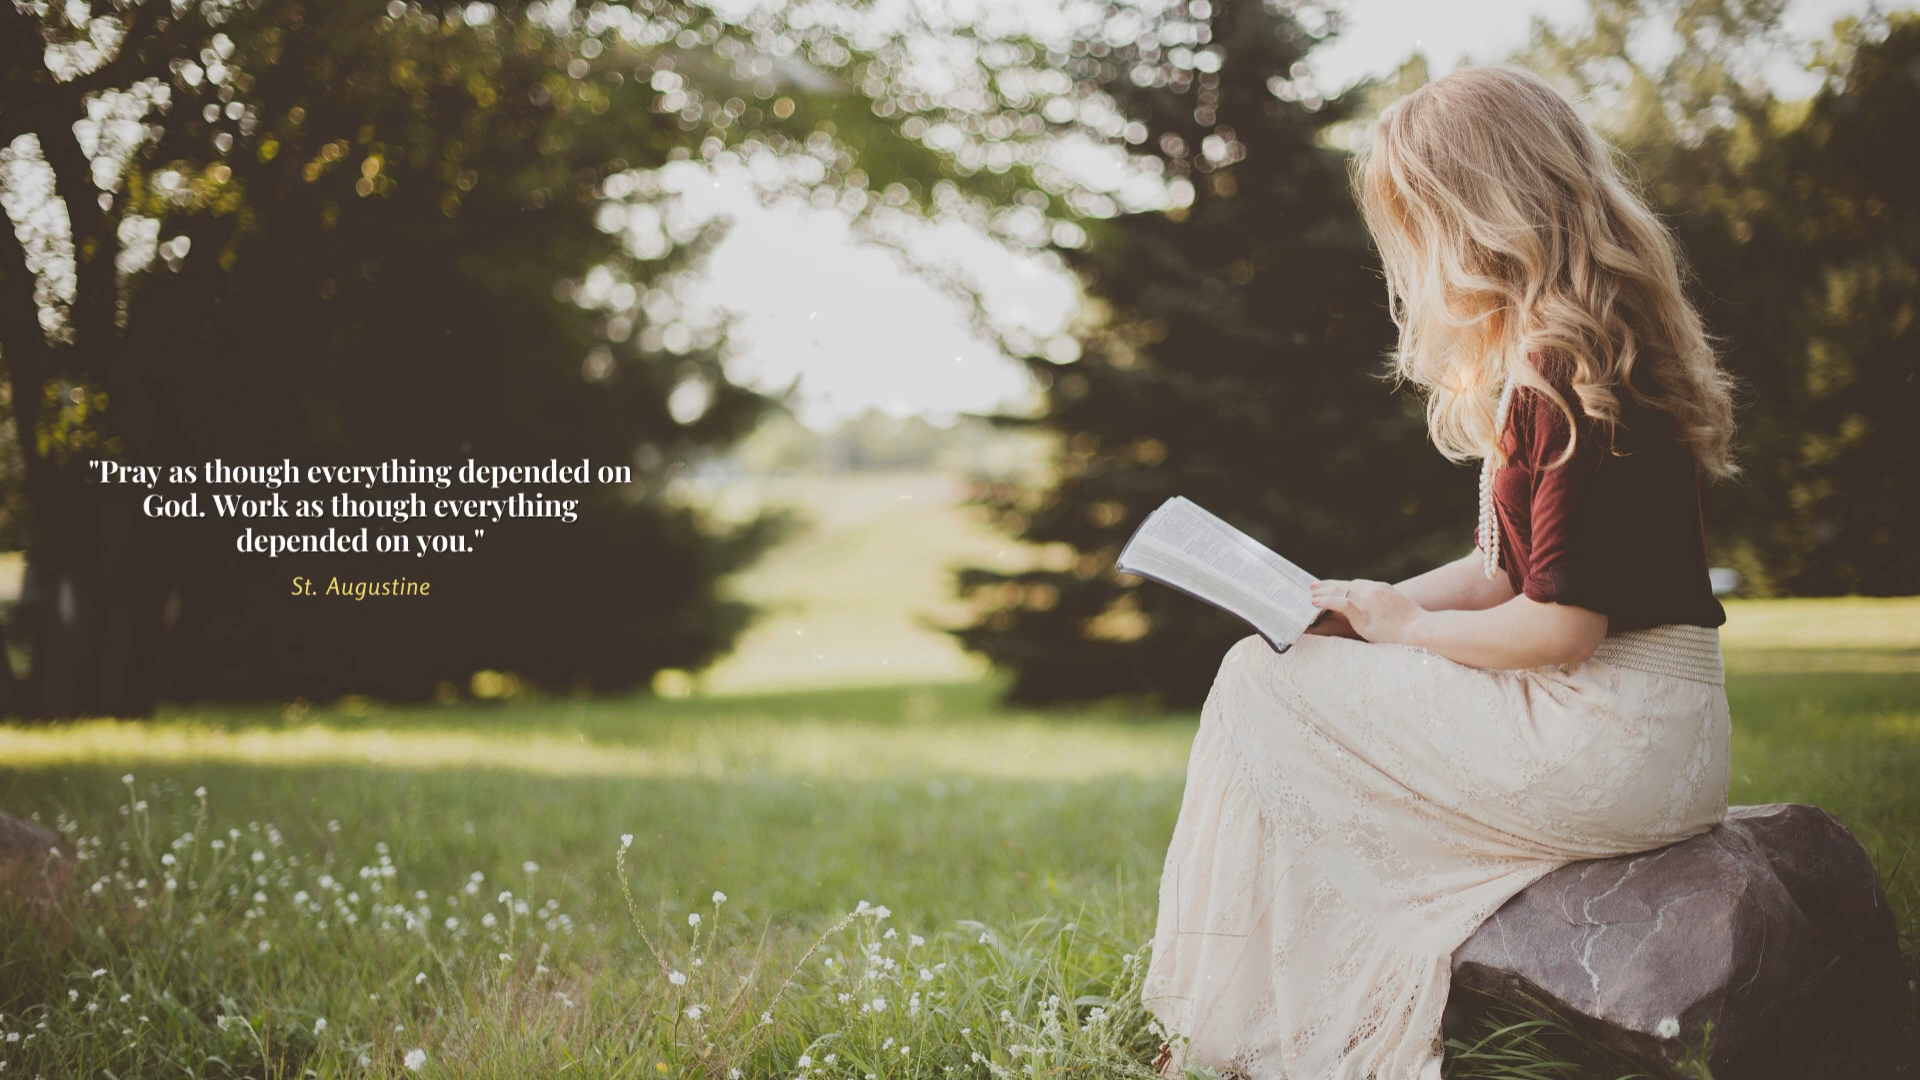 "Pray as though everything depended on
God. Work as though everything
depended on you."
St. Augustine